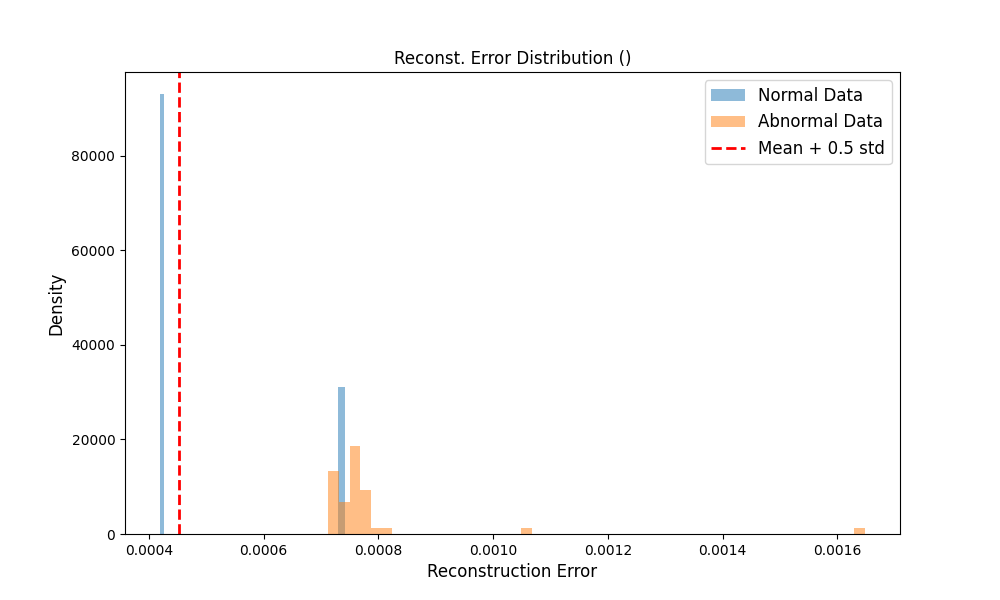 Reconst. Error Distribution ()
Normal Data
Abnormal Data
Mean + 0.5 std
Density
80000
60000
40000
20000
0
0.0004 0.0006 0.0008 0.0010 0.0012 0.0014 0.0016
Reconstruction Error